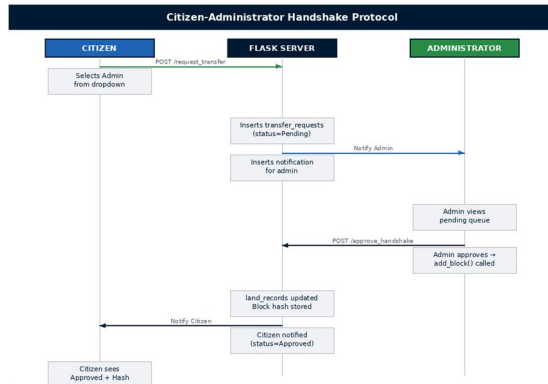 Citizen-Administrator Handshake Protocol
CITIZEN
FLASK SERVER
ADMINISTRATOR
POST /request_transfer
Selects Admin
from dropdown
Inserts transfer_requests
(status=Pending)
Notify Admin
Inserts notification
for admin
Admin views
pending queue
POST /approve_handshake
Admin approves →
add_block() called
land_records updated
Block hash stored
Notify Citizen
Citizen notified
(status=Approved)
Citizen sees
Approved + Hash